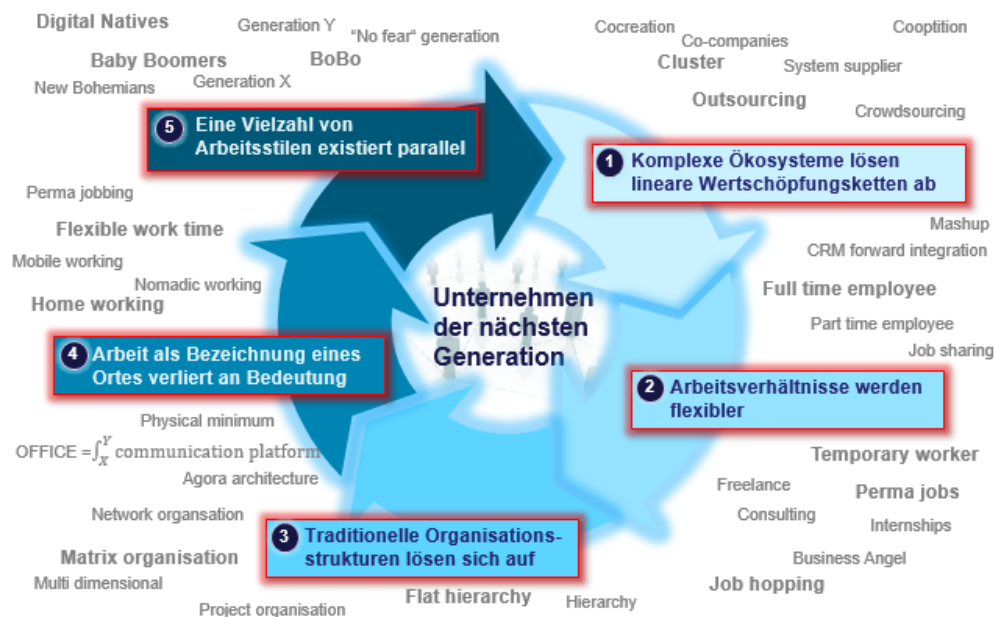 Digital Natives
Generation Y
"No fear" generation
Baby Boomers
BoBo
New Bohemians
Generation X
Cocreation
Cooptition
Co-companies
Cluster
System supplier
Outsourcing
Crowdsourcing
5 Eine Vielzahl von
Arbeitsstilen existiert parallel
1 Komplexe Ökosysteme lösen
lineare Wertschöpfungsketten ab
Perma jobbing
Flexible work time
Mobile working
Nomadic working
Home working
Mashup
CRM forward integration
Full time employee
Part time employee
Job sharing
Unternehmen
der nächsten
Generation
4 Arbeit als Bezeichnung eines
Ortes verliert an Bedeutung
2 Arbeitsverhältnisse werden
flexibler
Physical minimum
OFFICE =∫_X^Y communication platform
Agora architecture
Network organsation
Matrix organisation
Multi dimensional
Project organisation
3 Traditionelle Organisations-
strukturen lösen sich auf
Flat hierarchy
Hierarchy
Temporary worker
Freelance
Perma jobs
Consulting
Internships
Business Angel
Job hopping